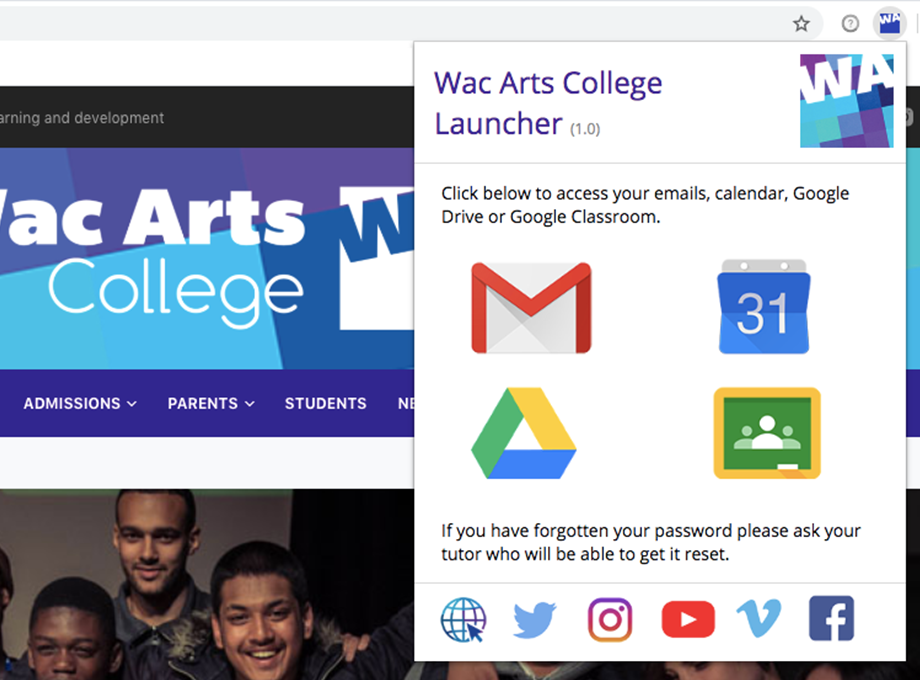 WA
arning and development
Wac Arts College
Launcher (1.0)
WA
Click below to access your emails, calendar, Google
Drive or Google Classroom.
Wac Arts
College
W
31
ADMISSIONS
PARENTS
STUDENTS
NE
If you have forgotten your password please ask your
tutor who will be able to get it reset.